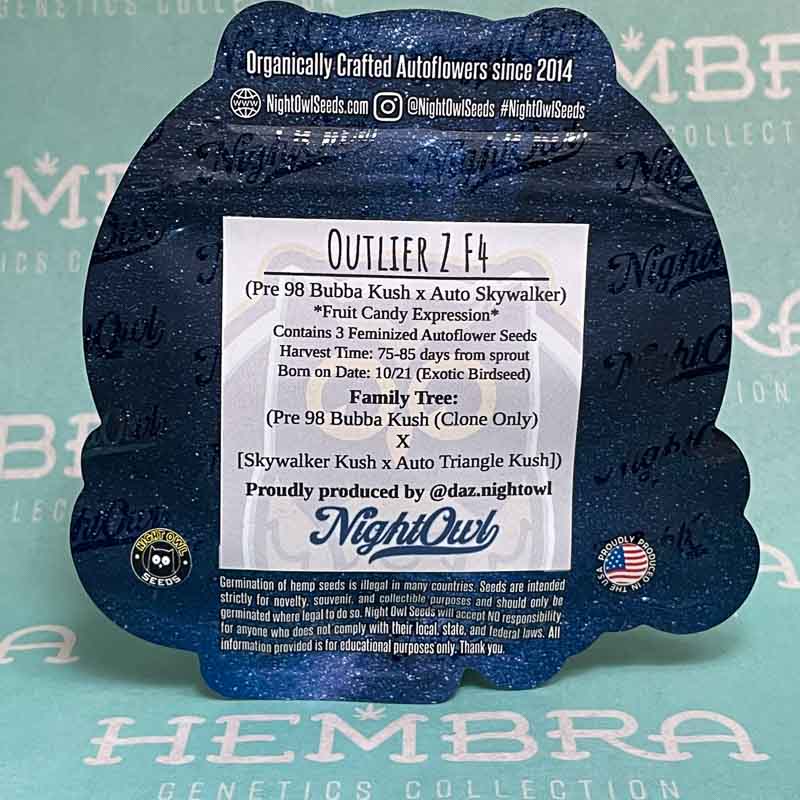 GENETICS COLLECTION
HEMBRA
COLLECTION
Organically Crafted Autoflowers since 2014
www NightOwlSeeds.com @NightOwlSeeds #NightOwlSeeds
NightOwl
OUTLIER Z F4
(Pre 98 Bubba Kush x Auto Skywalker)
*Fruit Candy Expression*
Contains 3 Feminized Autoflower Seeds
Harvest Time: 75-85 days from sprout
Born on Date: 10/21 (Exotic Birdseed)
Family Tree:
(Pre 98 Bubba Kush (Clone Only)
X
[Skywalker Kush x Auto Triangle Kush])
Proudly produced by @daz.nightowl
NightOwl
NIGHT OWL
SEEDS
PROUDLY PRODUCED
IN THE U.S.A.
Germination of hemp seeds is illegal in many countries. Seeds are intended
strictly for novelty, souvenir, and collectible purposes and should only be
germinated where legal to do so. Night Owl Seeds will accept NO responsibility
for anyone who does not comply with their local, state, and federal laws. All
information provided is for educational purposes only. Thank you.
HEMBRA
GENETICS COLLECTION